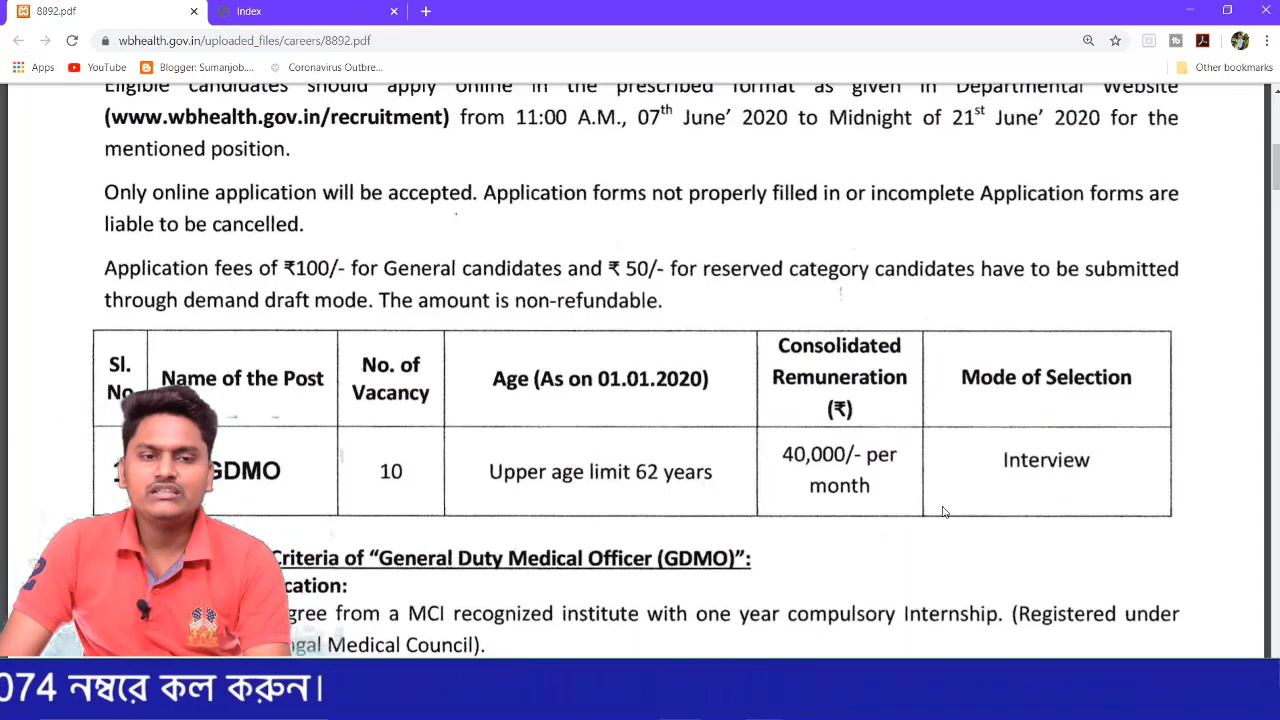 8892.pdf
Index
wbhealth.gov.in/uploaded_files/careers/8892.pdf
Apps
YouTube
Blogger: Sumanjob....
Coronavirus Outbre...
Other bookmarks
Eligible candidates should apply online in the prescribed format as given in Departmental Website
(www.wbhealth.gov.in/recruitment) from 11:00 A.M., 07th June' 2020 to Midnight of 21st June' 2020 for the
mentioned position.
Only online application will be accepted. Application forms not properly filled in or incomplete Application forms are
liable to be cancelled.
Application fees of ₹100/- for General candidates and ₹ 50/- for reserved category candidates have to be submitted
through demand draft mode. The amount is non-refundable.
Sl.
No
Name of the Post
No. of
Vacancy
Age (As on 01.01.2020)
Consolidated
Remuneration
(₹)
Mode of Selection
GDMO
10
Upper age limit 62 years
40,000/- per
month
Interview
Criteria of "General Duty Medical Officer (GDMO)":
cation:
gree from a MCI recognized institute with one year compulsory Internship. (Registered under
ngal Medical Council).
074 নম্বরে কল করুন।